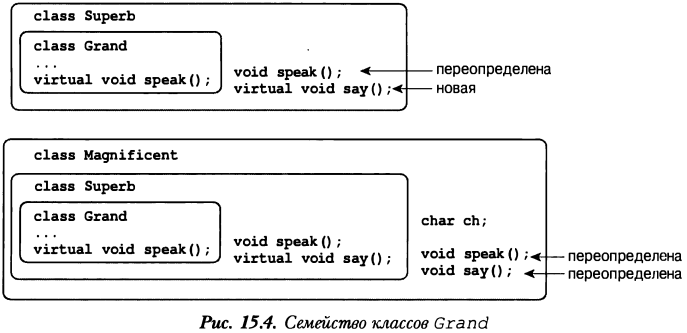 class Superb
class Grand
...
virtual void speak();
void speak(); переопределена
virtual void say(); новая
class Magnificent
class Superb
class Grand
...
virtual void speak();
void speak();
virtual void say();
char ch;
void speak(); переопределена
void say(); переопределена
Рис. 15.4. Семейство классов Grand